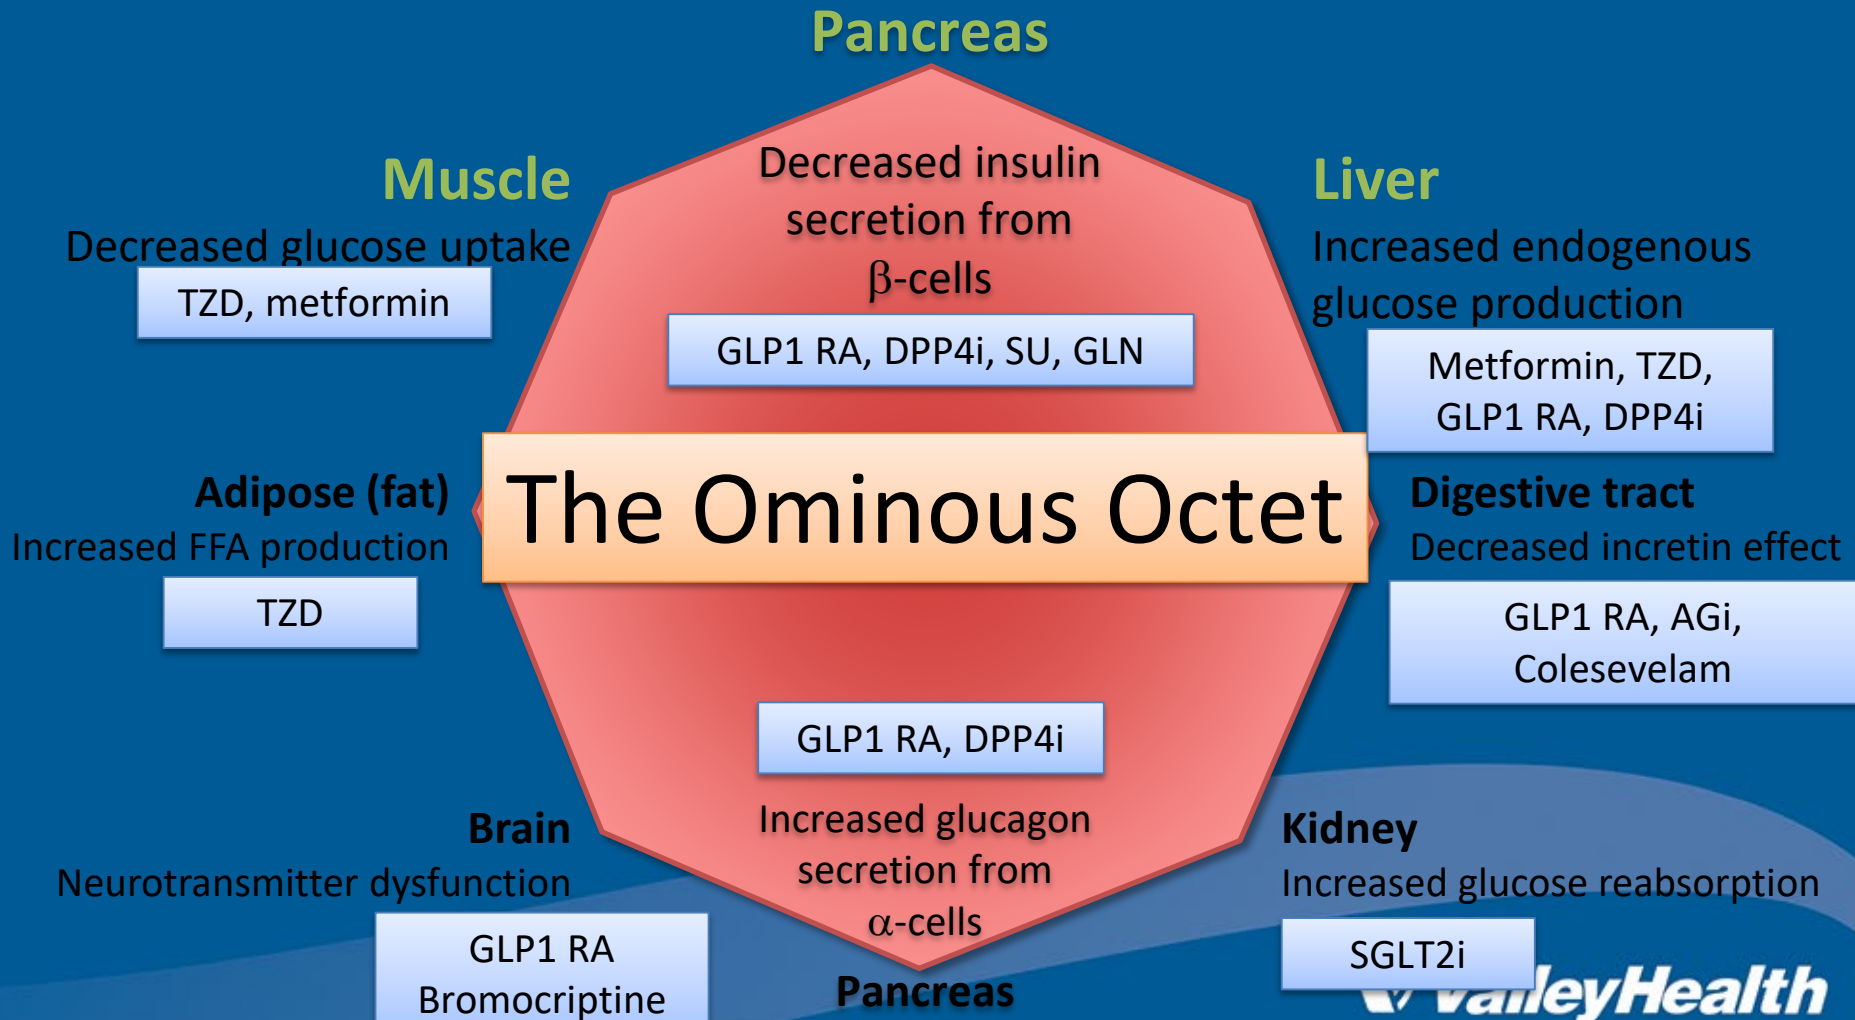 Pancreas
Decreased insulin
secretion from
β-cells
GLP1 RA, DPP4i, SU, GLN
Muscle
Decreased glucose uptake
TZD, metformin
Liver
Increased endogenous
glucose production
Metformin, TZD,
GLP1 RA, DPP4i
The Ominous Octet
Adipose (fat)
Increased FFA production
TZD
Digestive tract
Decreased incretin effect
GLP1 RA, AGi,
Colesevelam
GLP1 RA, DPP4i
Increased glucagon
secretion from
α-cells
Pancreas
Brain
Neurotransmitter dysfunction
GLP1 RA
Bromocriptine
Kidney
Increased glucose reabsorption
SGLT2i
ValleyHealth